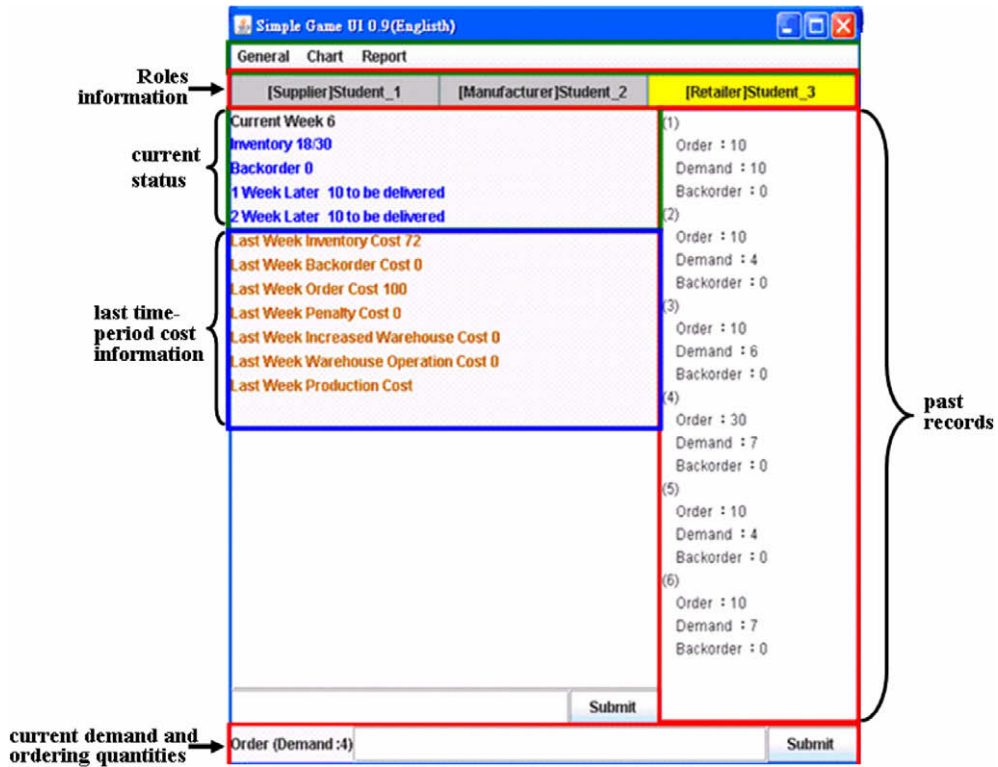 Simple Game UI 0.9(Englisth)
General Chart Report
Roles
information
[Supplier]Student_1 [Manufacturer]Student_2 [Retailer]Student_3
current
status
Current Week 6
Inventory 18/30
Backorder 0
1 Week Later 10 to be delivered
2 Week Later 10 to be delivered
last time-
period cost
information
Last Week Inventory Cost 72
Last Week Backorder Cost 0
Last Week Order Cost 100
Last Week Penalty Cost 0
Last Week Increased Warehouse Cost 0
Last Week Warehouse Operation Cost 0
Last Week Production Cost
(1)
Order : 10
Demand : 10
Backorder : 0
(2)
Order : 10
Demand : 4
Backorder : 0
(3)
Order : 10
Demand : 6
Backorder : 0
(4)
Order : 30
Demand : 7
Backorder : 0
(5)
Order : 10
Demand : 4
Backorder : 0
(6)
Order : 10
Demand : 7
Backorder : 0
past
records
Submit
current demand and
ordering quantities
Order (Demand :4)
Submit